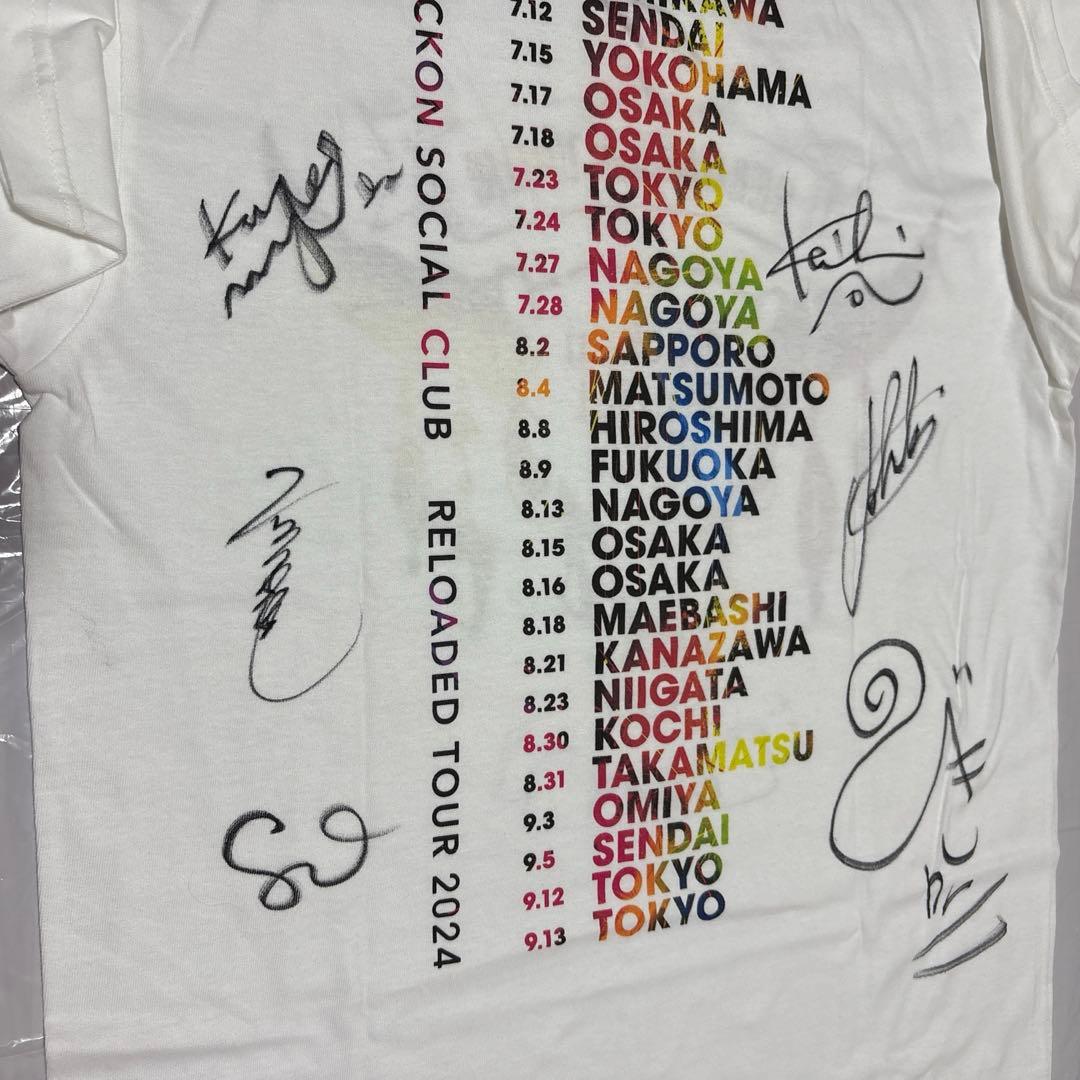 CKON SOCIAL CLUB RELOADED TOUR 2024
7.12 SENDAI
7.15 YOKOHAMA
7.17 OSAKA
7.18 OSAKA
7.23 TOKYO
7.24 TOKYO
7.27 NAGOYA
7.28 NAGOYA
8.2 SAPPORO
8.4 MATSUMOTO
8.8 HIROSHIMA
8.9 FUKUOKA
8.13 NAGOYA
8.15 OSAKA
8.16 OSAKA
8.18 MAEBASHI
8.21 KANAZAWA
8.23 NIIGATA
8.30 KOCHI
8.31 TAKAMATSU
9.3 OMIYA
9.5 SENDAI
9.12 TOKYO
9.13 TOKYO